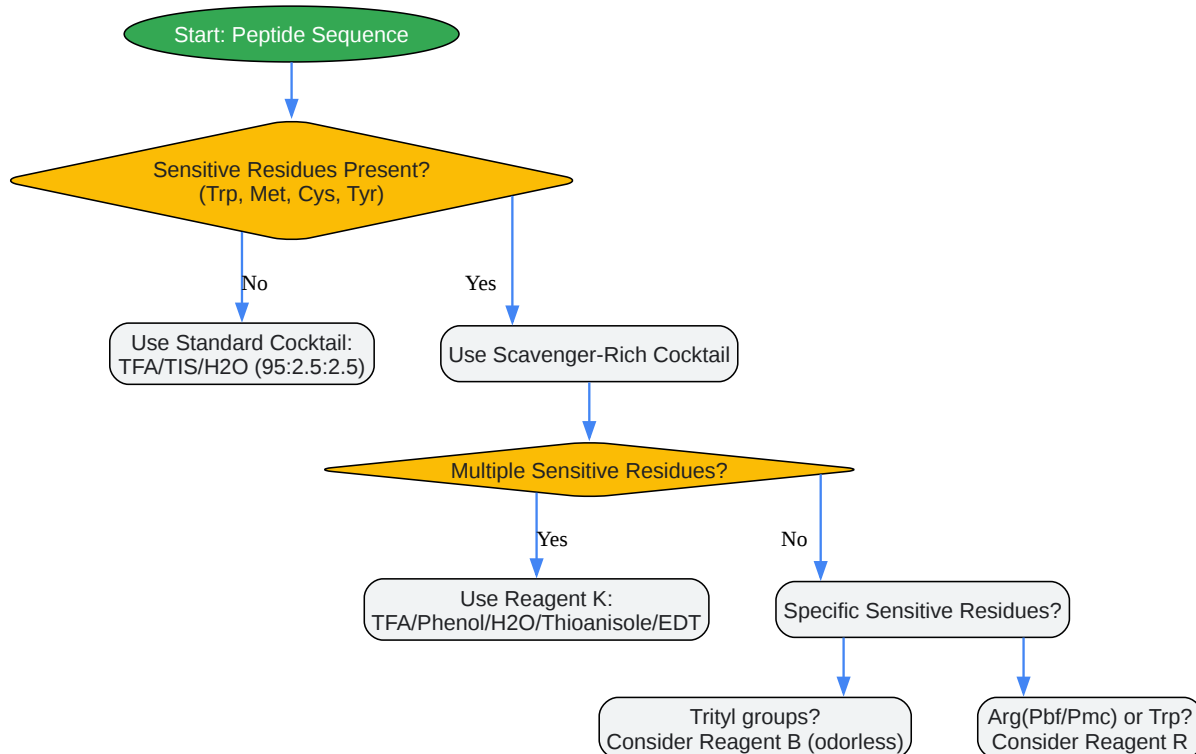 Start: Peptide Sequence
Sensitive Residues Present?
(Trp, Met, Cys, Tyr)
No
Yes
Use Standard Cocktail:
TFA/TIS/H2O (95:2.5:2.5)
Use Scavenger-Rich Cocktail
Multiple Sensitive Residues?
Yes
No
Use Reagent K:
TFA/Phenol/H2O/Thioanisole/EDT
Specific Sensitive Residues?
Trityl groups?
Consider Reagent B (odorless)
Arg(Pbf/Pmc) or Trp?
Consider Reagent R